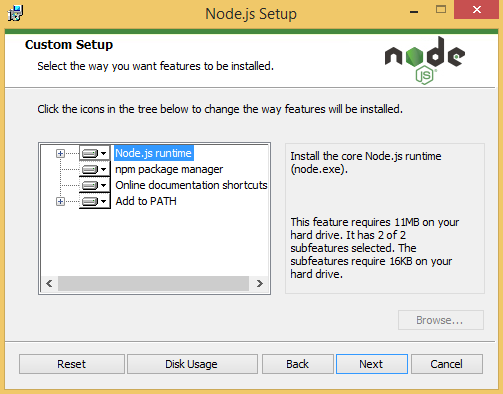 Node.js Setup
Custom Setup
Select the way you want features to be installed.
node
JS
Click the icons in the tree below to change the way features will be installed.
Node.js runtime
npm package manager
Online documentation shortcuts
Add to PATH
Install the core Node.js runtime
(node.exe).
This feature requires 11MB on your
hard drive. It has 2 of 2
subfeatures selected. The
subfeatures require 16KB on your
hard drive.
Browse...
Reset
Disk Usage
Back
Next
Cancel